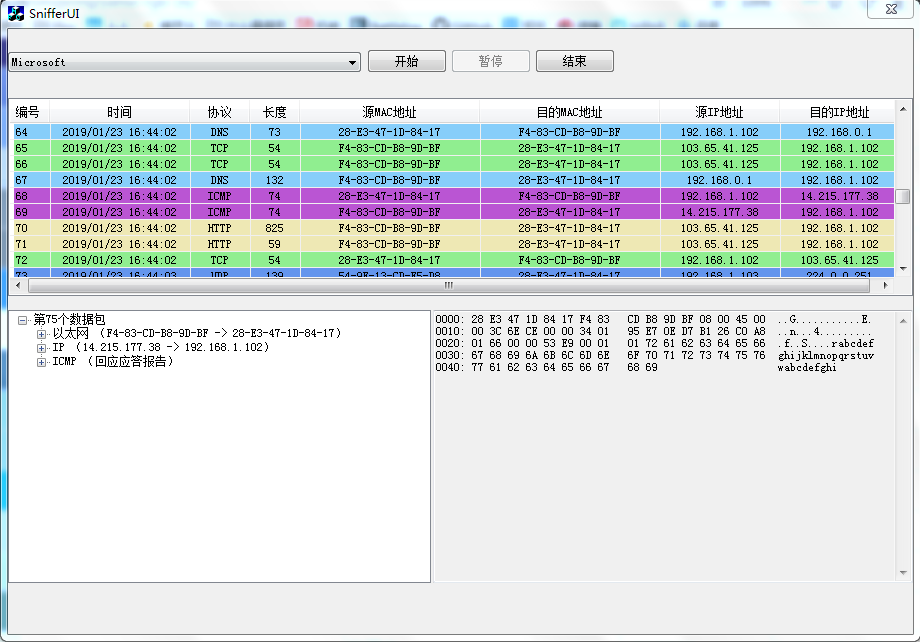 SnifferUI
Microsoft 开始 暂停 结束
编号 时间 协议 长度 源MAC地址 目的MAC地址 源IP地址 目的IP地址
64 2019/01/23 16:44:02 DNS 73 28-E3-47-1D-84-17 F4-83-CD-B8-9D-BF 192.168.1.102 192.168.0.1
65 2019/01/23 16:44:02 TCP 54 F4-83-CD-B8-9D-BF 28-E3-47-1D-84-17 103.65.41.125 192.168.1.102
66 2019/01/23 16:44:02 TCP 54 F4-83-CD-B8-9D-BF 28-E3-47-1D-84-17 103.65.41.125 192.168.1.102
67 2019/01/23 16:44:02 DNS 132 F4-83-CD-B8-9D-BF 28-E3-47-1D-84-17 192.168.0.1 192.168.1.102
68 2019/01/23 16:44:02 ICMP 74 28-E3-47-1D-84-17 F4-83-CD-B8-9D-BF 192.168.1.102 14.215.177.38
69 2019/01/23 16:44:02 ICMP 74 F4-83-CD-B8-9D-BF 28-E3-47-1D-84-17 14.215.177.38 192.168.1.102
70 2019/01/23 16:44:02 HTTP 825 F4-83-CD-B8-9D-BF 28-E3-47-1D-84-17 103.65.41.125 192.168.1.102
71 2019/01/23 16:44:02 HTTP 59 F4-83-CD-B8-9D-BF 28-E3-47-1D-84-17 103.65.41.125 192.168.1.102
72 2019/01/23 16:44:02 TCP 54 28-E3-47-1D-84-17 F4-83-CD-B8-9D-BF 192.168.1.102 103.65.41.125
73 2019/01/23 16:44:03 UDP 139 54-9F-13-CD-F5-D8 28-E3-47-1D-84-17 192.168.1.103 224.0.0.251
第75个数据包
以太网 (F4-83-CD-B8-9D-BF -> 28-E3-47-1D-84-17)
IP (14.215.177.38 -> 192.168.1.102)
ICMP (回应应答报告)
0000: 28 E3 47 1D 84 17 F4 83 CD B8 9D BF 08 00 45 00 ..G..........E.
0010: 00 3C 6E CE 00 00 34 01 95 E7 0E D7 B1 26 C0 A8 ..n...4.........
0020: 01 66 00 00 53 E9 00 01 01 72 61 62 63 64 65 66 .f..S....rabcdef
0030: 67 68 69 6A 6B 6C 6D 6E 6F 70 71 72 73 74 75 76 ghijklmnopqrstuv
0040: 77 61 62 63 64 65 66 67 68 69 wabcdefghi